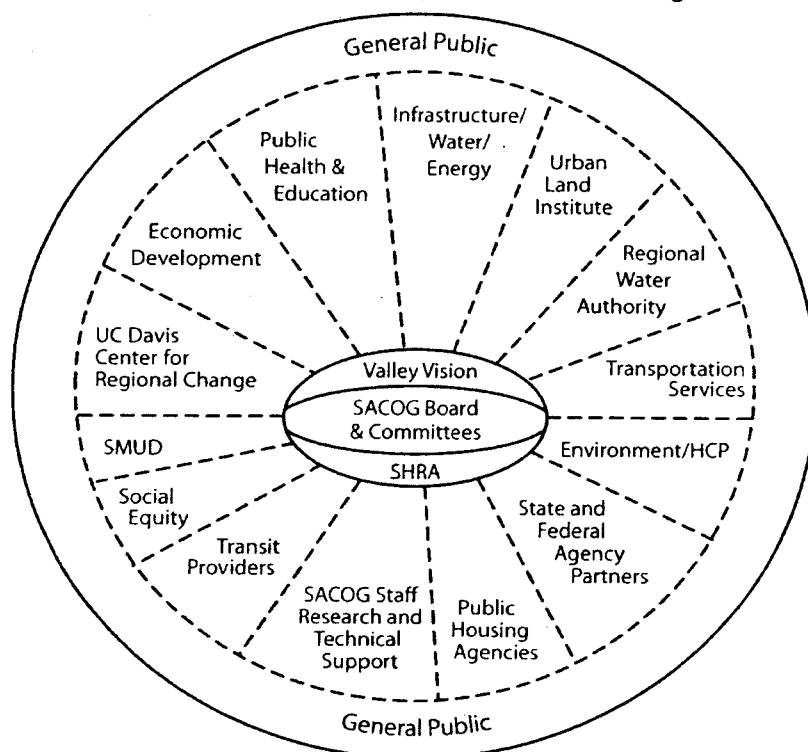 General Public
Infrastructure/
Water/
Energy
Public
Health &
Education
Urban
Land
Institute
Economic
Development
Regional
Water
Authority
UC Davis
Center for
Regional Change
Valley Vision
Transportation
Services
SACOG Board
& Committees
SMUD
Environment/HCP
SHRA
Social
Equity
State and
Federal
Agency
Partners
Transit
Providers
SACOG Staff
Research and
Technical
Support
Public
Housing
Agencies
General Public